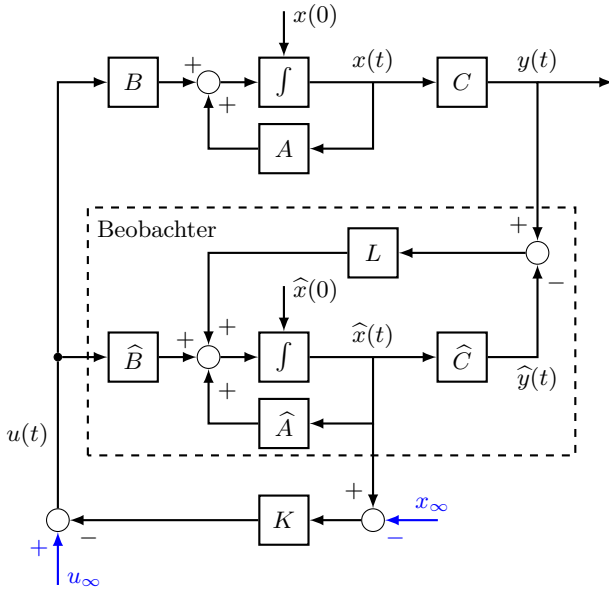 x(0)
B
+
+
∫
x(t)
C
y(t)
A
Beobachter
+
L
−
x̂(0)
B̂
+
+
+
∫
x̂(t)
Ĉ
ŷ(t)
Â
u(t)
+
K
−
x∞
−
+
u∞